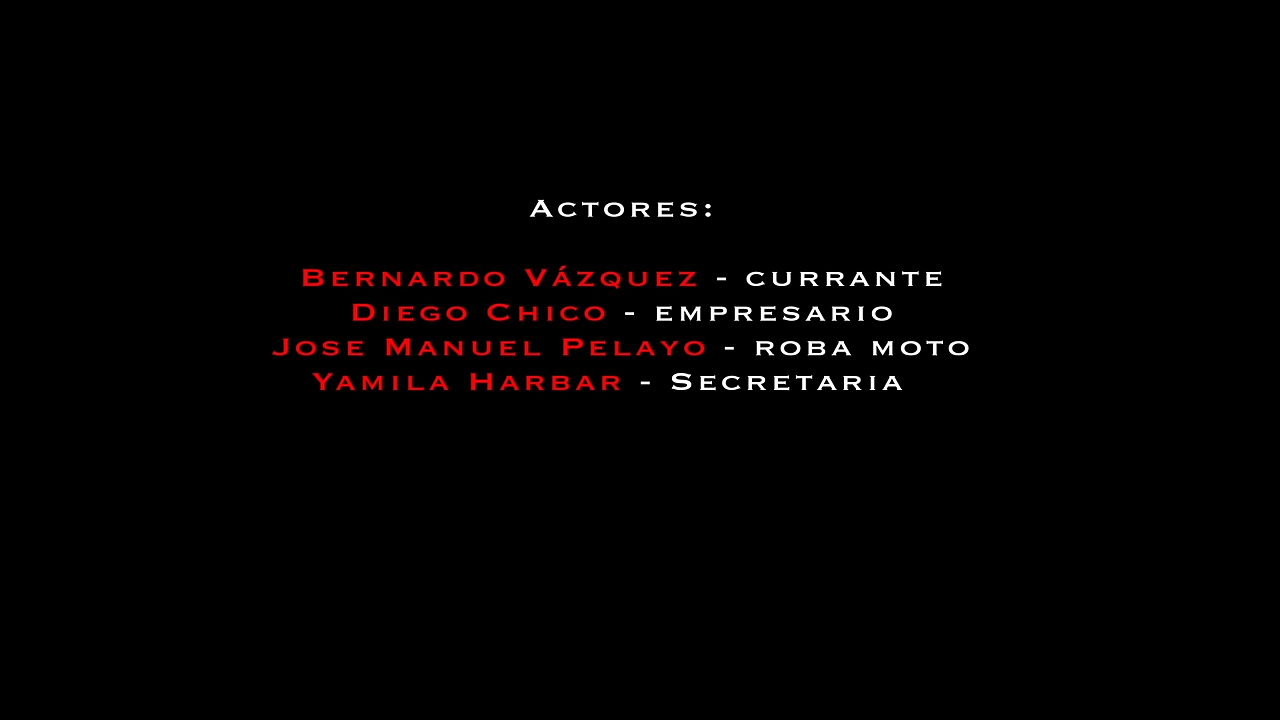 Actores:
Bernardo Vázquez - currante
Diego Chico - empresario
Jose Manuel Pelayo - roba moto
Yamila Harbar - Secretaria